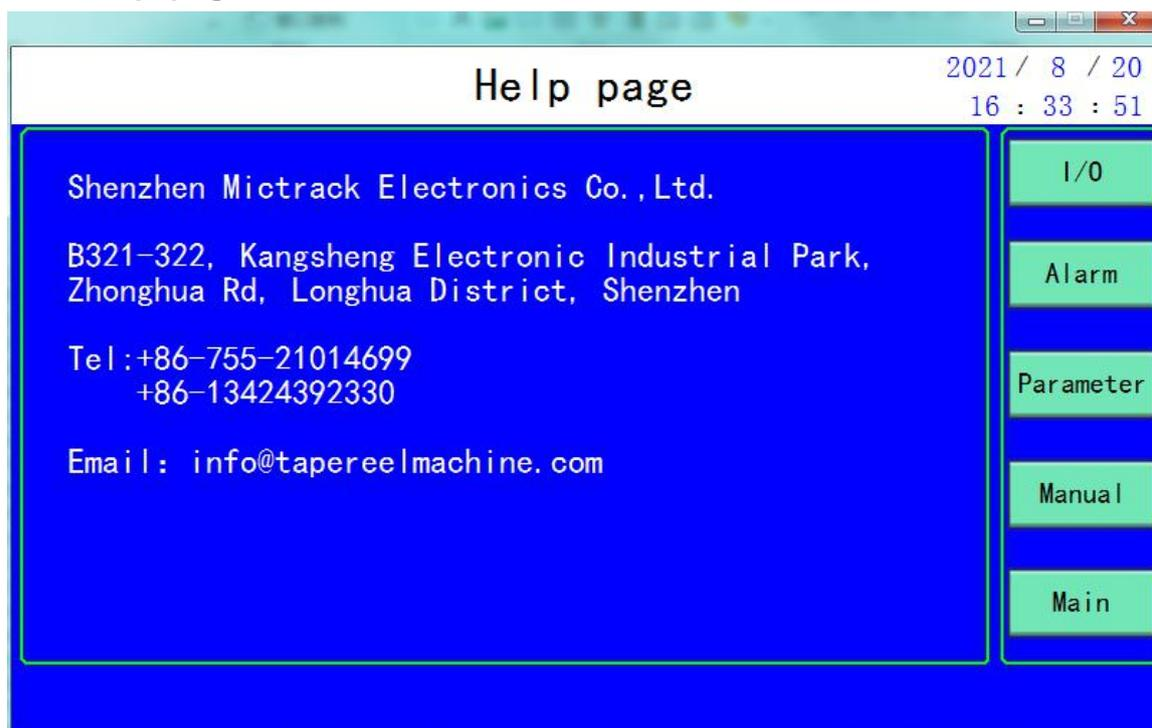 Help page
2021 / 8 / 20
16 : 33 : 51
Shenzhen Mictrack Electronics Co.,Ltd.
B321-322, Kangsheng Electronic Industrial Park,
Zhonghua Rd, Longhua District, Shenzhen
Tel:+86-755-21014699
+86-13424392330
Email: info@tapereelmachine.com
I/O
Alarm
Parameter
Manual
Main